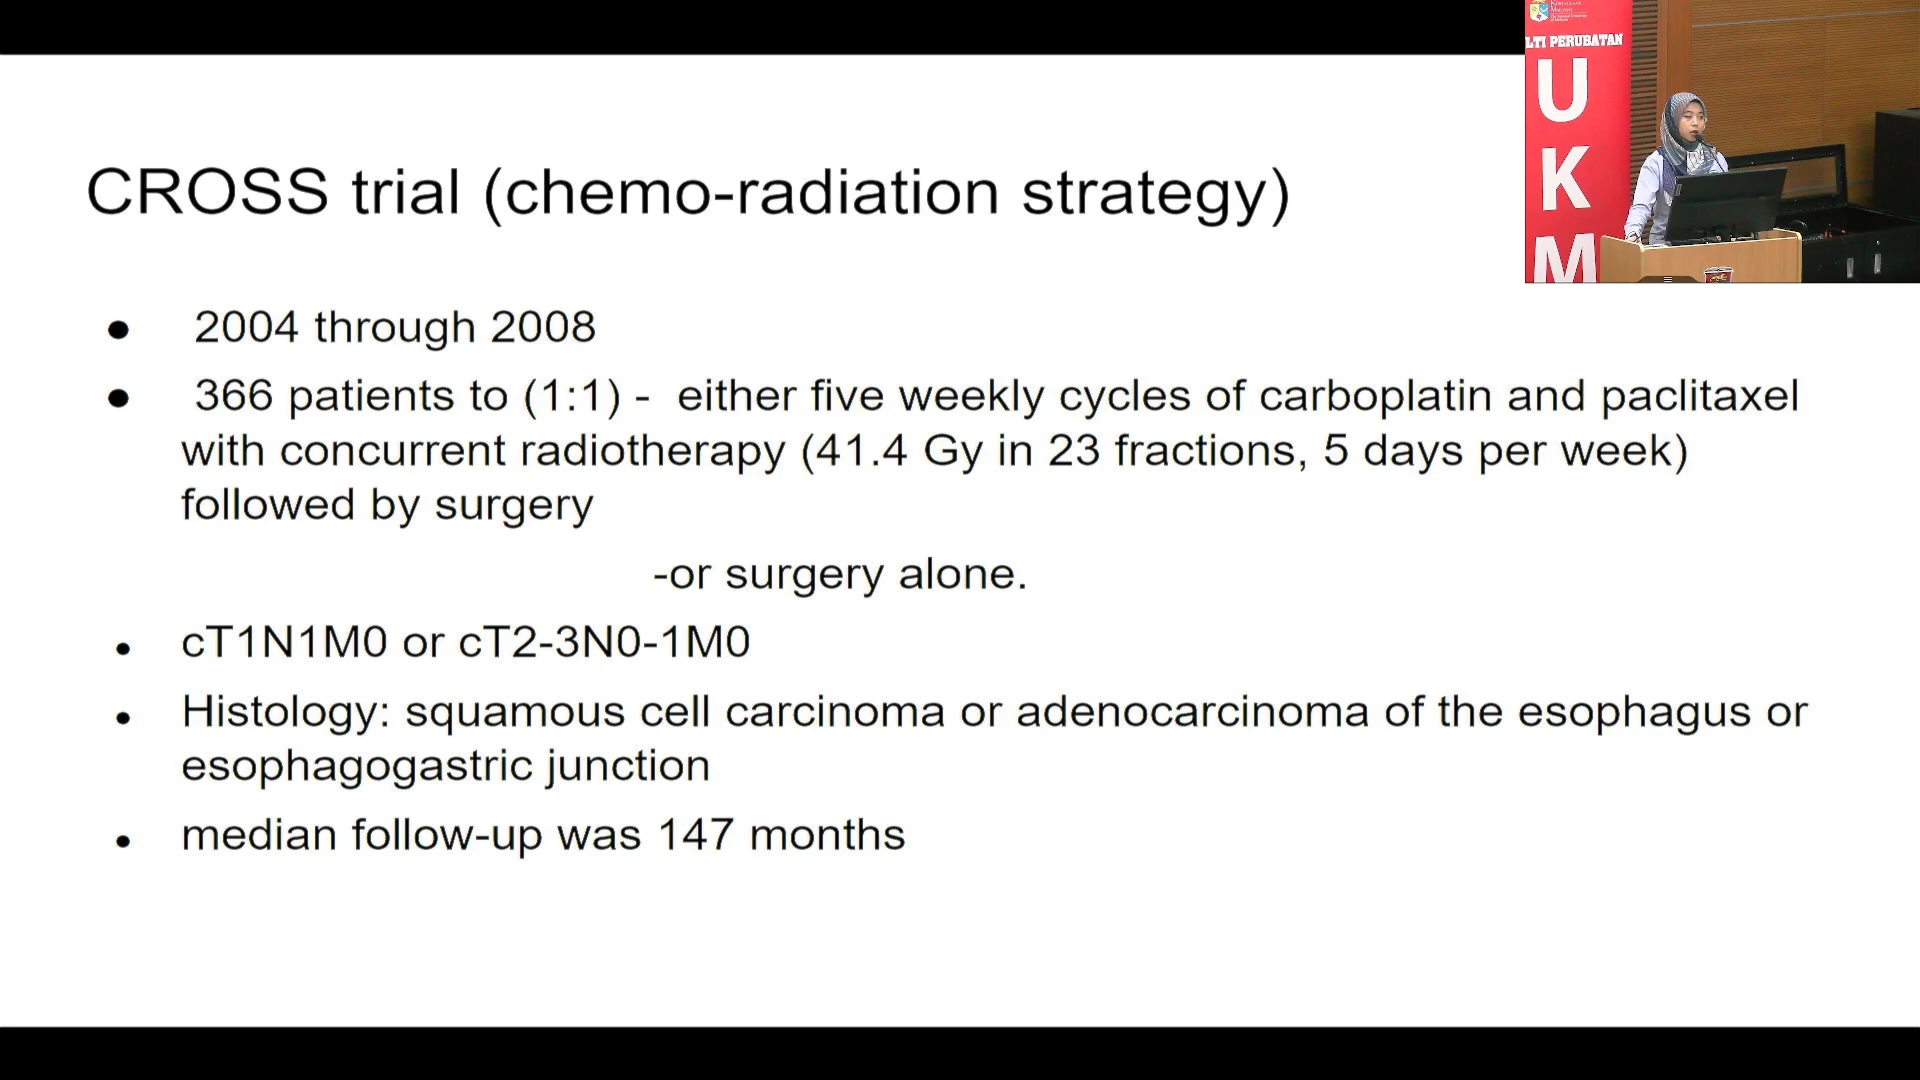 CROSS trial (chemo-radiation strategy)
● 2004 through 2008
● 366 patients to (1:1) - either five weekly cycles of carboplatin and paclitaxel
with concurrent radiotherapy (41.4 Gy in 23 fractions, 5 days per week)
followed by surgery
-or surgery alone.
• cT1N1M0 or cT2-3N0-1M0
• Histology: squamous cell carcinoma or adenocarcinoma of the esophagus or
esophagogastric junction
• median follow-up was 147 months
LTI PERUBATAN
U
K
M